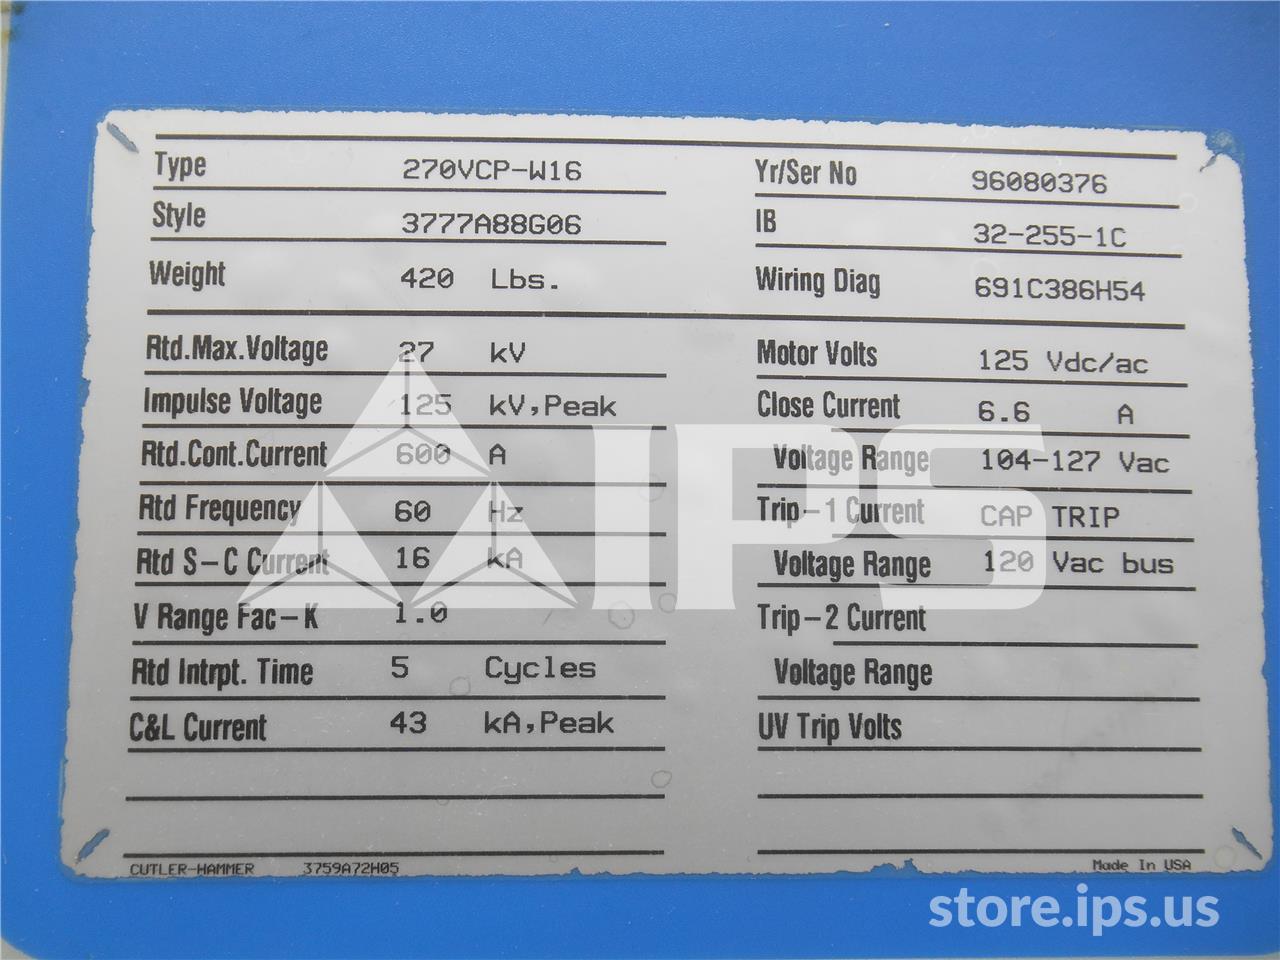 Type 270VCP-W16
Style 3777A88G06
Weight 420 Lbs.
Yr/Ser No 96080376
IB 32-255-1C
Wiring Diag 691C386H54
Rtd.Max.Voltage 27 kV
Impulse Voltage 125 kV,Peak
Rtd.Cont.Current 600 A
Rtd Frequency 60 Hz
Rtd S-C Current 16 kA
V Range Fac-K 1.0
Rtd Intrpt. Time 5 Cycles
C&L Current 43 kA,Peak
Motor Volts 125 Vdc/ac
Close Current 6.6 A
Voltage Range 104-127 Vac
Trip-1 Current CAP TRIP
Voltage Range 120 Vac bus
Trip-2 Current
Voltage Range
UV Trip Volts
CUTLER-HAMMER 3759A72H05
Made In USA
IPS
store.ips.us